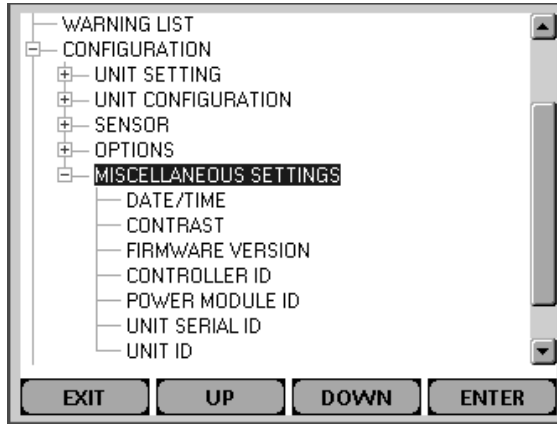 WARNING LIST
CONFIGURATION
UNIT SETTING
UNIT CONFIGURATION
SENSOR
OPTIONS
MISCELLANEOUS SETTINGS
DATE/TIME
CONTRAST
FIRMWARE VERSION
CONTROLLER ID
POWER MODULE ID
UNIT SERIAL ID
UNIT ID
EXIT UP DOWN ENTER